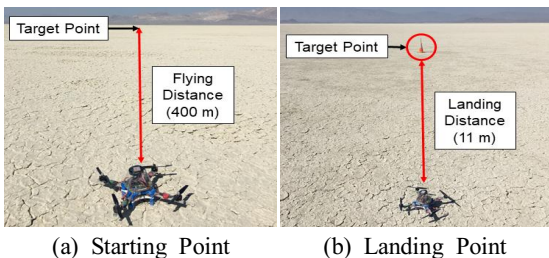 Target Point
Flying
Distance
(400 m)
(a) Starting Point
Target Point
Landing
Distance
(11 m)
(b) Landing Point